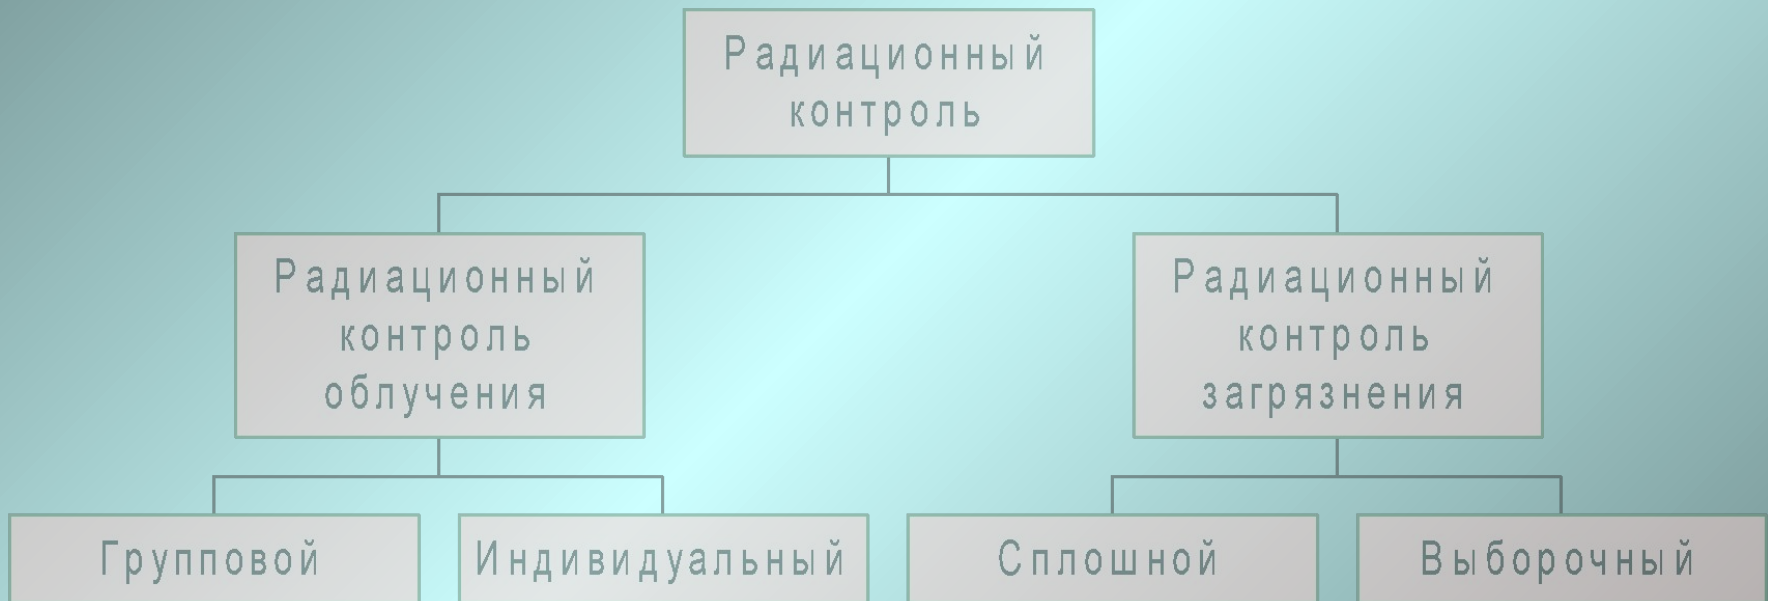 Радиационный
контроль
Радиационный
контроль
облучения
Радиационный
контроль
загрязнения
Групповой
Индивидуальный
Сплошной
Выборочный